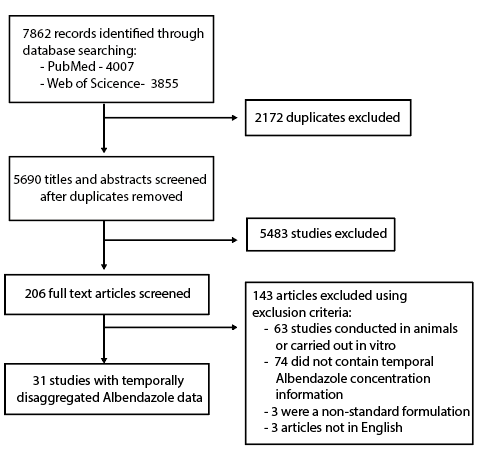 7862 records identified through
database searching:
- PubMed - 4007
- Web of Scicence- 3855
2172 duplicates excluded
5690 titles and abstracts screened
after duplicates removed
5483 studies excluded
206 full text articles screened
143 articles excluded using
exclusion criteria:
- 63 studies conducted in animals
or carried out in vitro
- 74 did not contain temporal
Albendazole concentration
information
- 3 were a non-standard formulation
- 3 articles not in English
31 studies with temporally
disaggregated Albendazole data